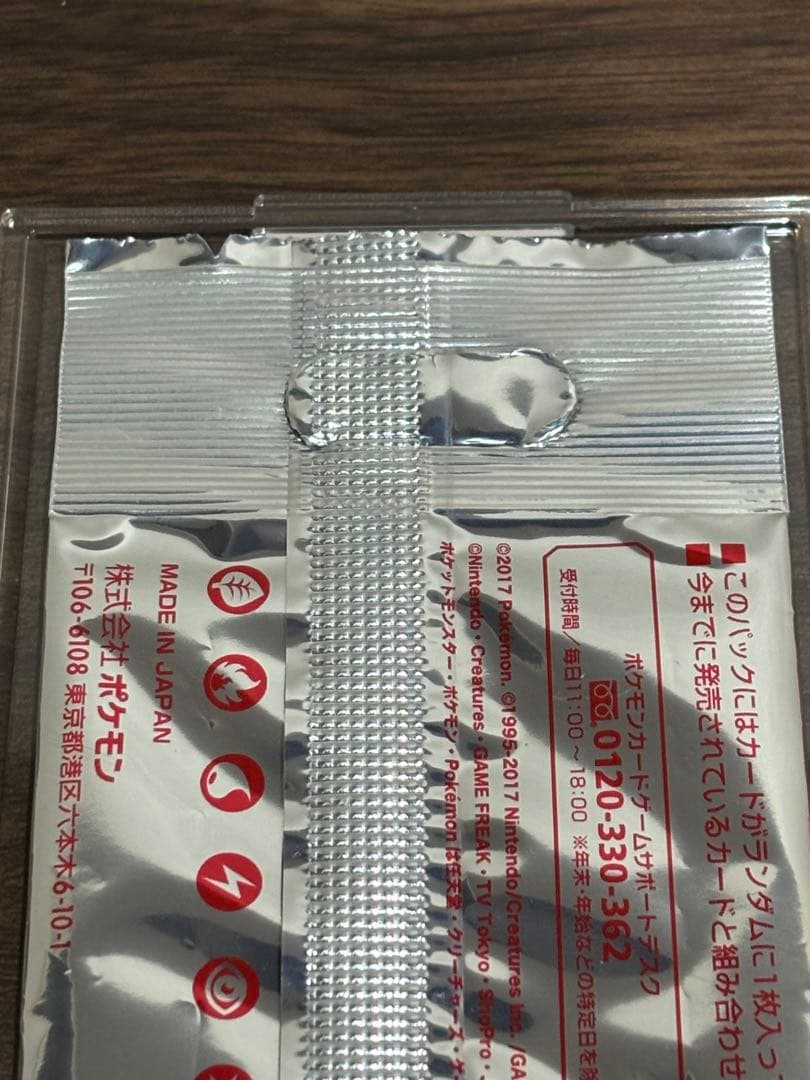 このパックにはカードがランダムに1枚入っ
今までに発売されているカードと組み合わせ
ポケモンカードゲームサポートデスク
0120-330-362
受付時間/毎日11:00～18:00 ※年末・年始などの特定日を除
©2017 Pokémon. ©1995-2017 Nintendo/Creatures Inc./GA
©Nintendo・Creatures・GAME FREAK・TV Tokyo・ShoPro・
ポケットモンスター・ポケモン・Pokémonは任天堂・クリーチャーズ・ゲ
MADE IN JAPAN
株式会社 ポケモン
〒106-6108 東京都港区六本木6-10-1